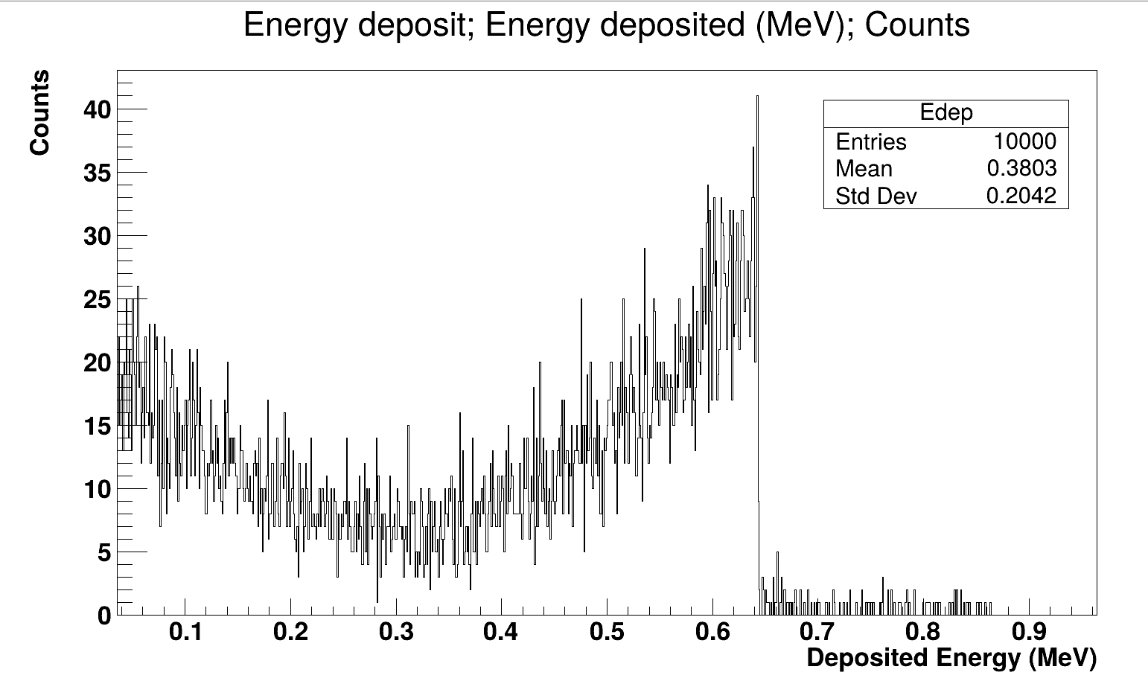 Energy deposit; Energy deposited (MeV); Counts
Counts
40
35
30
25
20
15
10
5
0
Edep
Entries 10000
Mean 0.3803
Std Dev 0.2042
0.1 0.2 0.3 0.4 0.5 0.6 0.7 0.8 0.9
Deposited Energy (MeV)